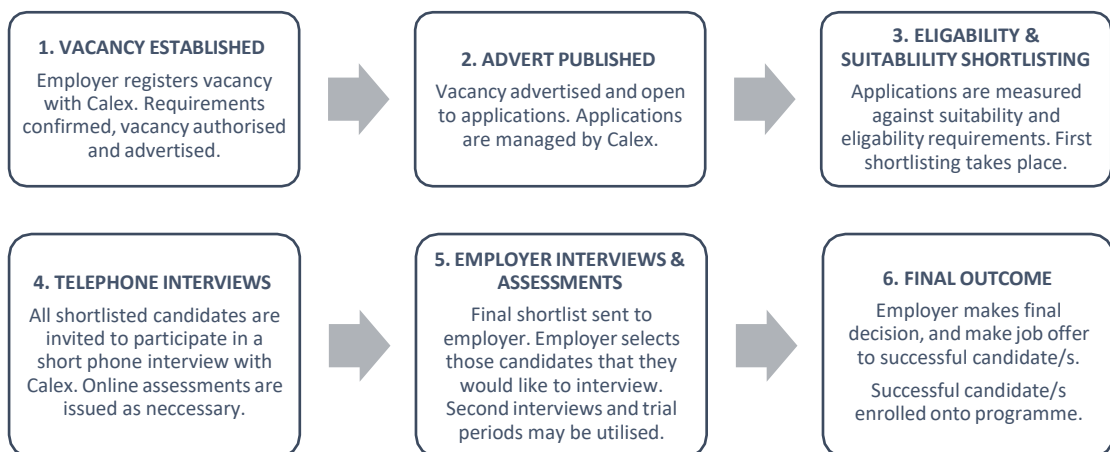 1. VACANCY ESTABLISHED
Employer registers vacancy
with Calex. Requirements
confirmed, vacancy authorised
and advertised.
2. ADVERT PUBLISHED
Vacancy advertised and open
to applications. Applications
are managed by Calex.
3. ELIGABILITY &
SUITABLILITY SHORTLISTING
Applications are measured
against suitability and
eligability requirements. First
shortlisting takes place.
4. TELEPHONE INTERVIEWS
All shortlisted candidates are
invited to participate in a
short phone interview with
Calex. Online assessments are
issued as neccessary.
5. EMPLOYER INTERVIEWS &
ASSESSMENTS
Final shortlist sent to
employer. Employer selects
those candidates that they
would like to interview.
Second interviews and trial
periods may be utilised.
6. FINAL OUTCOME
Employer makes final
decision, and make job offer
to successful candidate/s.
Successful candidate/s
enrolled onto programme.